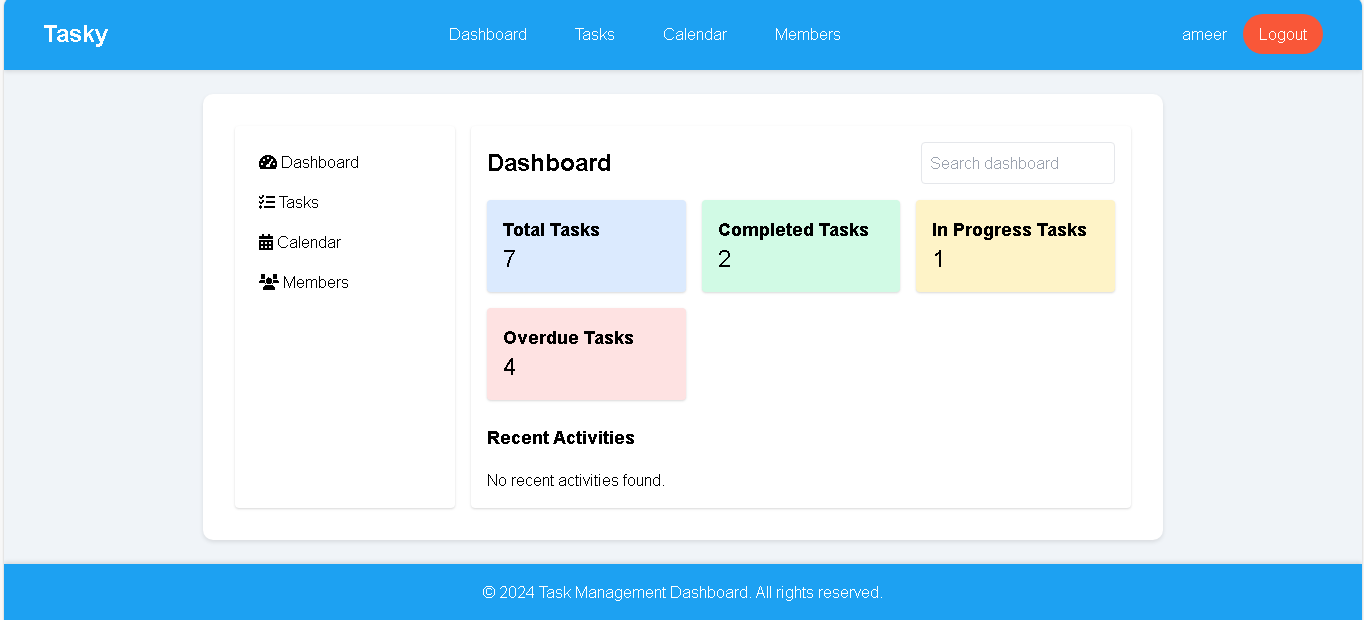 Tasky
Dashboard Tasks Calendar Members
ameer Logout
Dashboard
Tasks
Calendar
Members
Dashboard
Search dashboard
Total Tasks
7
Completed Tasks
2
In Progress Tasks
1
Overdue Tasks
4
Recent Activities
No recent activities found.
© 2024 Task Management Dashboard. All rights reserved.